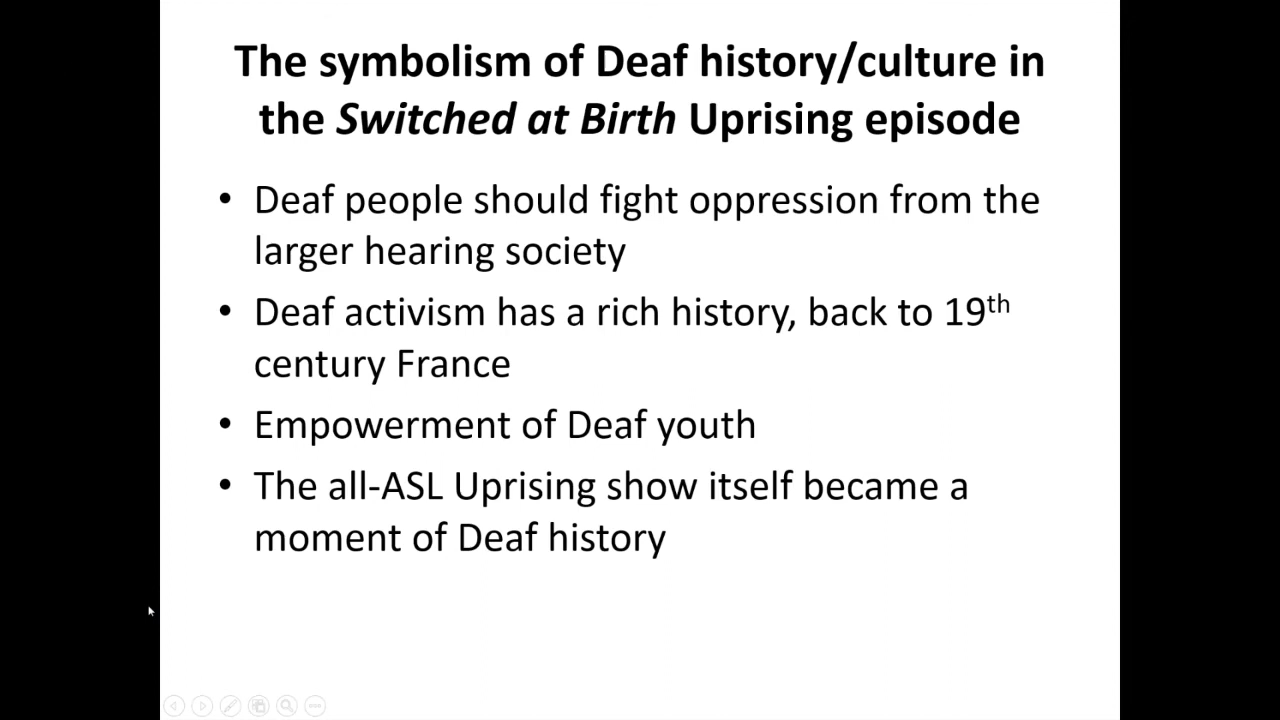 The symbolism of Deaf history/culture in
the Switched at Birth Uprising episode
• Deaf people should fight oppression from the
larger hearing society
• Deaf activism has a rich history, back to 19th
century France
• Empowerment of Deaf youth
• The all-ASL Uprising show itself became a
moment of Deaf history